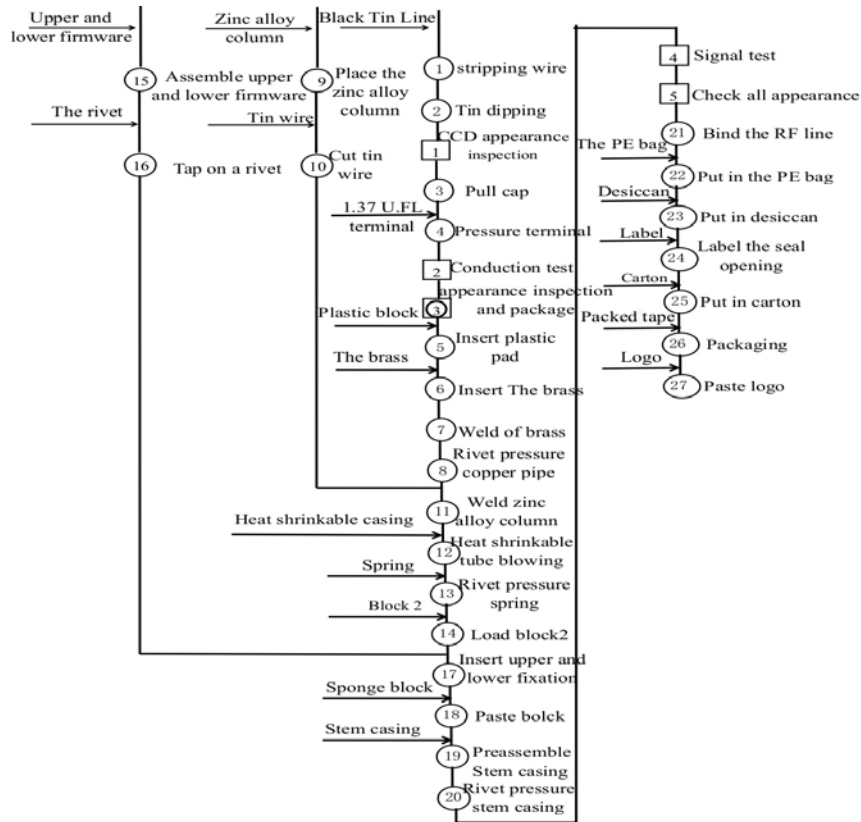 Upper and
lower firmware
15
Assemble upper
and lower firmware
The rivet
16
Tap on a rivet
Zinc alloy
column
9
Place the
zinc alloy
column
Tin wire
10
Cut tin
wire
Black Tin Line
1
stripping wire
2
Tin dipping
1
CCD appearance
inspection
3
Pull cap
1.37 U.FL
terminal
4
Pressure terminal
2
Conduction test
3
appearance inspection
and package
Plastic block
5
Insert plastic
pad
The brass
6
Insert The brass
7
Weld of brass
8
Rivet pressure
copper pipe
11
Weld zinc
alloy column
Heat shrinkable casing
12
Heat shrinkable
tube blowing
Spring
13
Rivet pressure
spring
Block 2
14
Load block2
17
Insert upper and
lower fixation
Sponge block
18
Paste bolck
Stem casing
19
Preassemble
Stem casing
20
Rivet pressure
stem casing
4
Signal test
5
Check all appearance
21
Bind the RF line
The PE bag
22
Put in the PE bag
Desiccan
23
Put in desiccan
Label
24
Label the seal
opening
Carton
25
Put in carton
Packed tape
26
Packaging
Logo
27
Paste logo